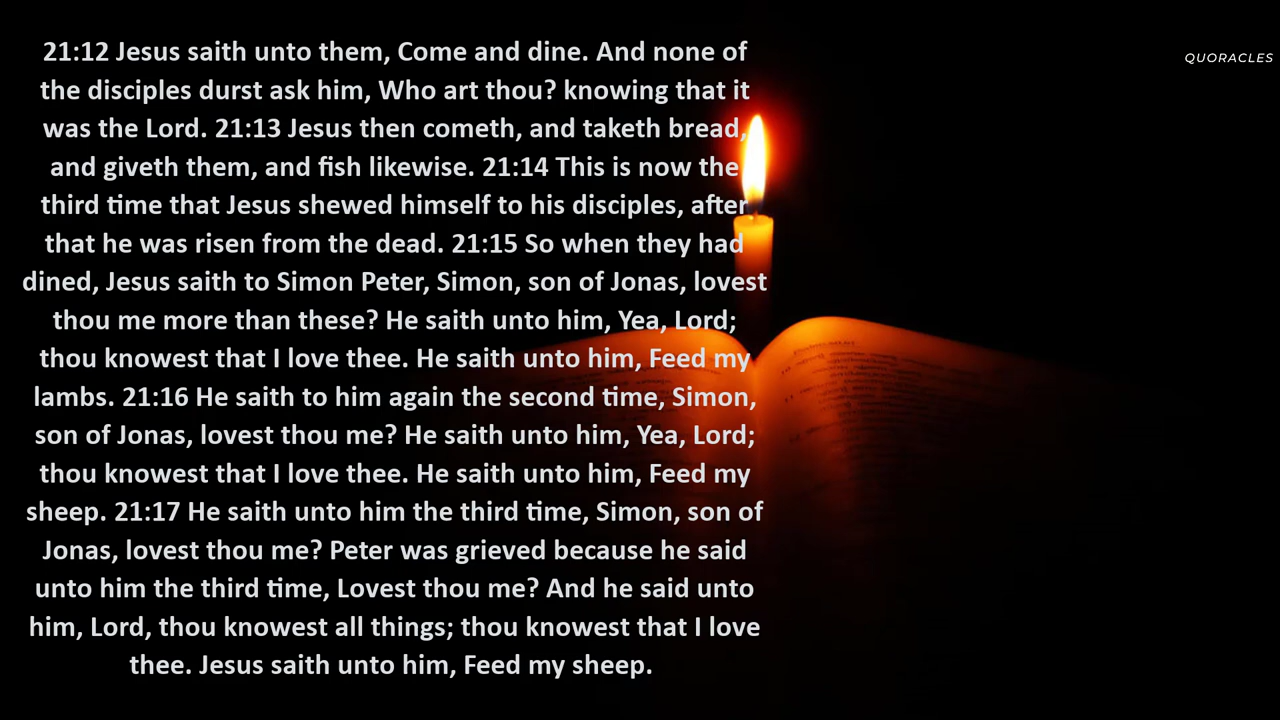 21:12 Jesus saith unto them, Come and dine. And none of
the disciples durst ask him, Who art thou? knowing that it
was the Lord. 21:13 Jesus then cometh, and taketh bread,
and giveth them, and fish likewise. 21:14 This is now the
third time that Jesus shewed himself to his disciples, after
that he was risen from the dead. 21:15 So when they had
dined, Jesus saith to Simon Peter, Simon, son of Jonas, lovest
thou me more than these? He saith unto him, Yea, Lord;
thou knowest that I love thee. He saith unto him, Feed my
lambs. 21:16 He saith to him again the second time, Simon,
son of Jonas, lovest thou me? He saith unto him, Yea, Lord;
thou knowest that I love thee. He saith unto him, Feed my
sheep. 21:17 He saith unto him the third time, Simon, son of
Jonas, lovest thou me? Peter was grieved because he said
unto him the third time, Lovest thou me? And he said unto
him, Lord, thou knowest all things; thou knowest that I love
thee. Jesus saith unto him, Feed my sheep.
QUORACLES